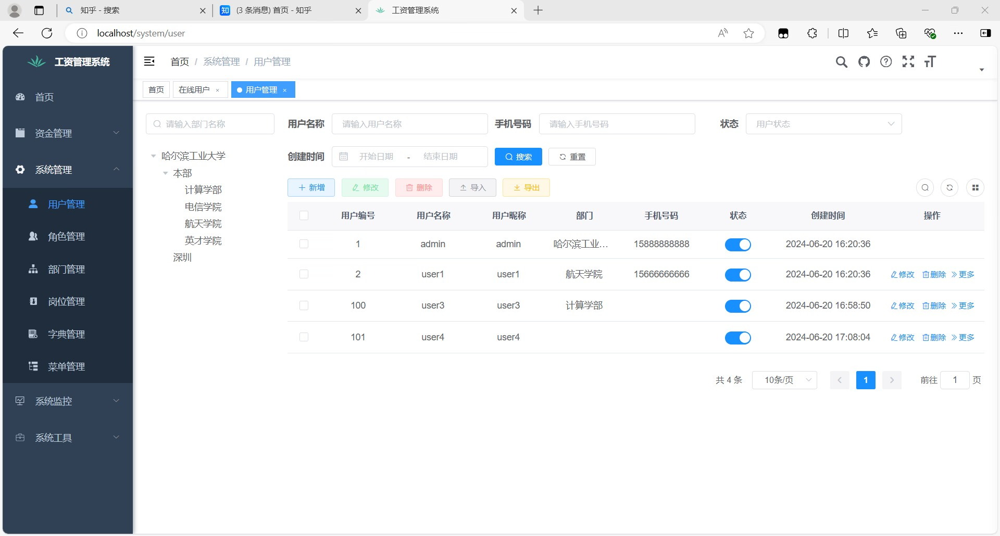 知乎 - 搜索
(3 条消息) 首页 - 知乎
工资管理系统
localhost/system/user
工资管理系统
首页
资金管理
系统管理
用户管理
角色管理
部门管理
岗位管理
字典管理
菜单管理
系统监控
系统工具
首页 / 系统管理 / 用户管理
首页
在线用户 ×
用户管理 ×
请输入部门名称
哈尔滨工业大学
本部
计算学部
电信学院
航天学院
英才学院
深圳
用户名称 请输入用户名称 手机号码 请输入手机号码 状态 用户状态
创建时间 开始日期 - 结束日期 搜索 重置
新增 修改 删除 导入 导出
用户编号 用户名称 用户昵称 部门 手机号码 状态 创建时间 操作
1 admin admin 哈尔滨工业... 15888888888 2024-06-20 16:20:36
2 user1 user1 航天学院 15666666666 2024-06-20 16:20:36 修改 删除 更多
100 user3 user3 计算学部 2024-06-20 16:58:50 修改 删除 更多
101 user4 user4 2024-06-20 17:08:04 修改 删除 更多
共 4 条 10条/页 1 前往 1 页